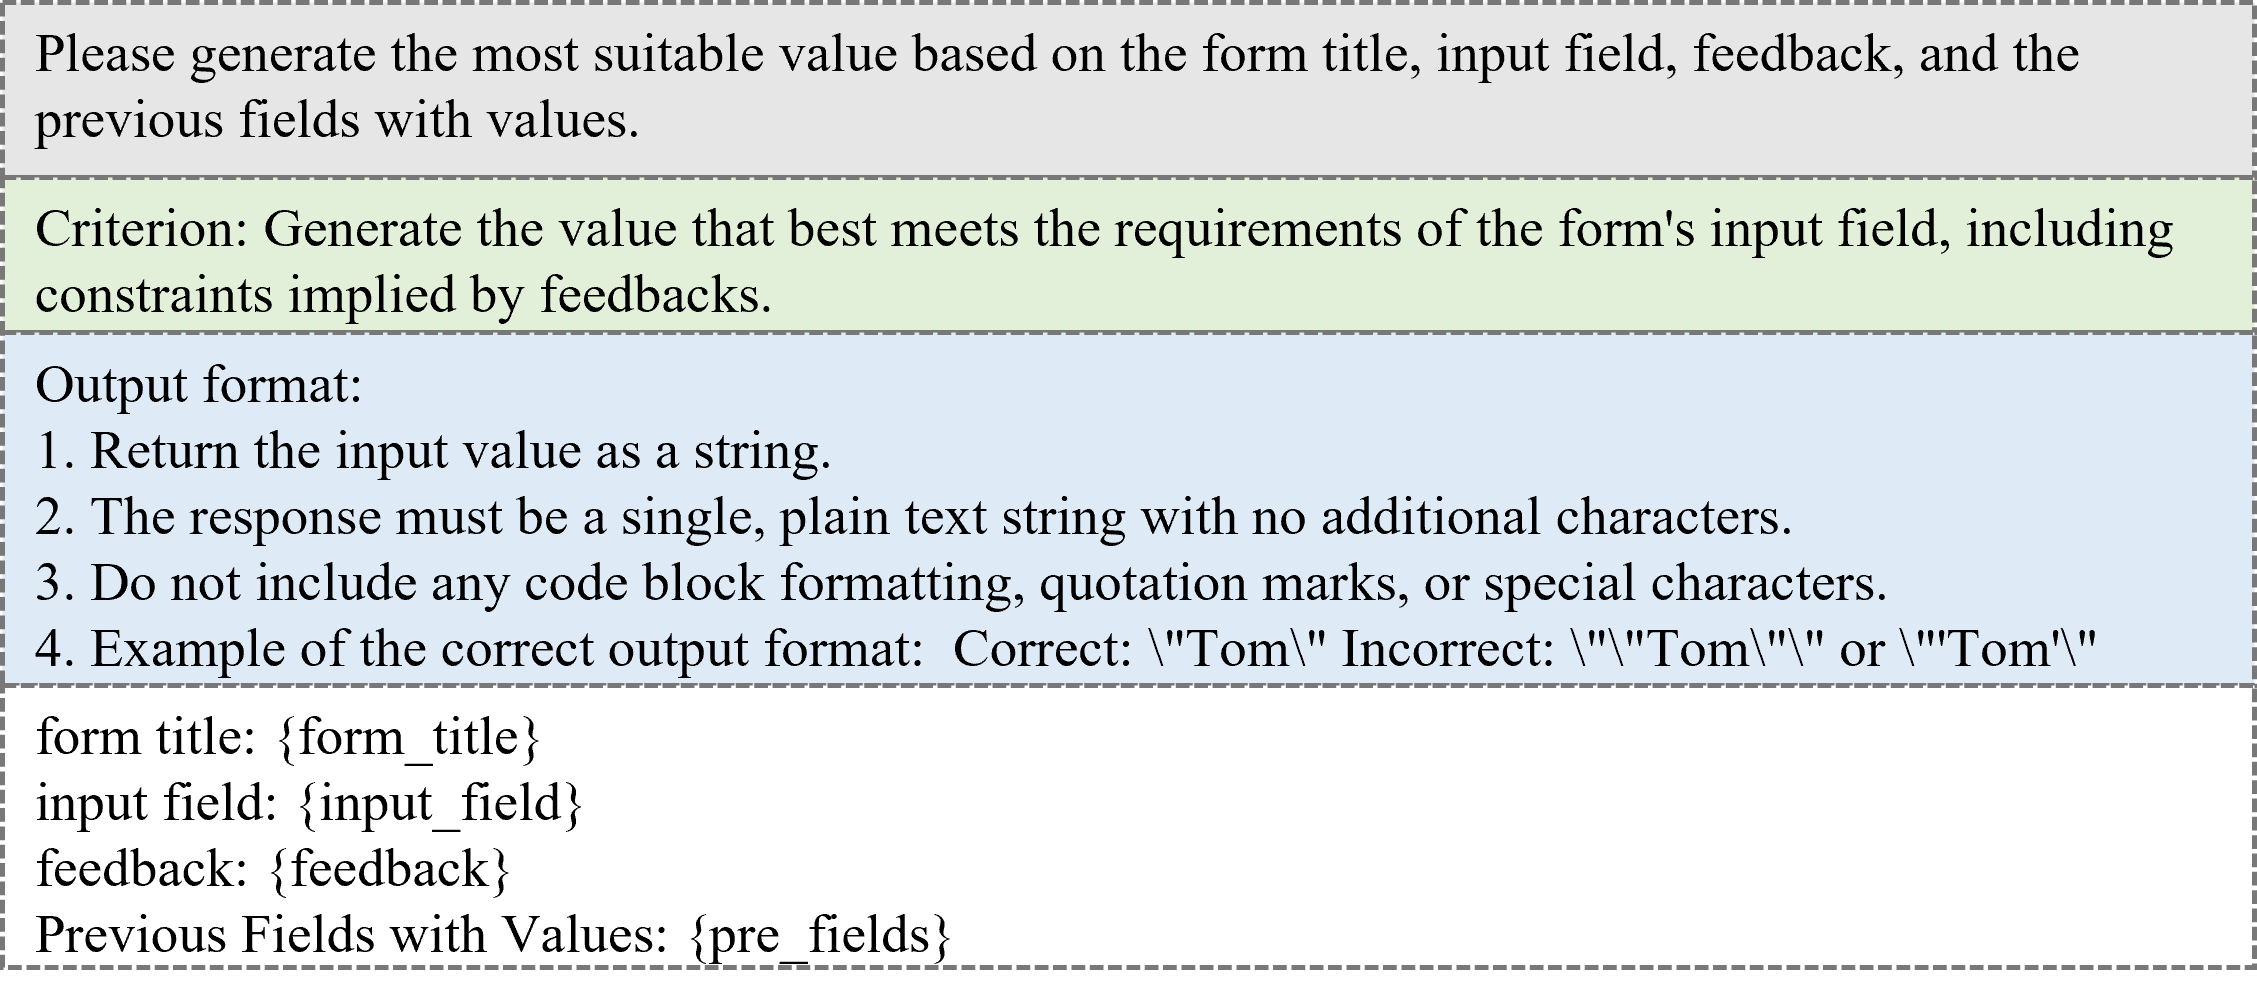 Please generate the most suitable value based on the form title, input field, feedback, and the
previous fields with values.
Criterion: Generate the value that best meets the requirements of the form's input field, including
constraints implied by feedbacks.
Output format:
1. Return the input value as a string.
2. The response must be a single, plain text string with no additional characters.
3. Do not include any code block formatting, quotation marks, or special characters.
4. Example of the correct output format:  Correct: \"Tom\" Incorrect: \"\"Tom\"\" or \"'Tom'\"
form title: {form_title}
input field: {input_field}
feedback: {feedback}
Previous Fields with Values: {pre_fields}